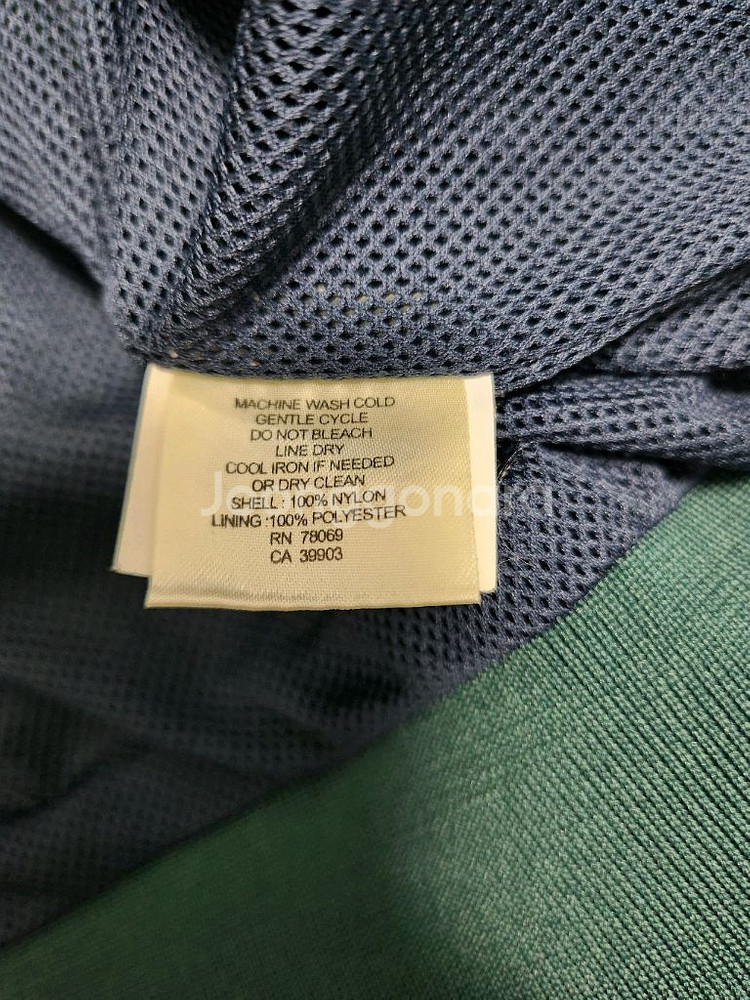 MACHINE WASH COLD
GENTLE CYCLE
DO NOT BLEACH
LINE DRY
COOL IRON IF NEEDED
OR DRY CLEAN
SHELL : 100% NYLON
LINING :100% POLYESTER
RN 78069
CA 39903